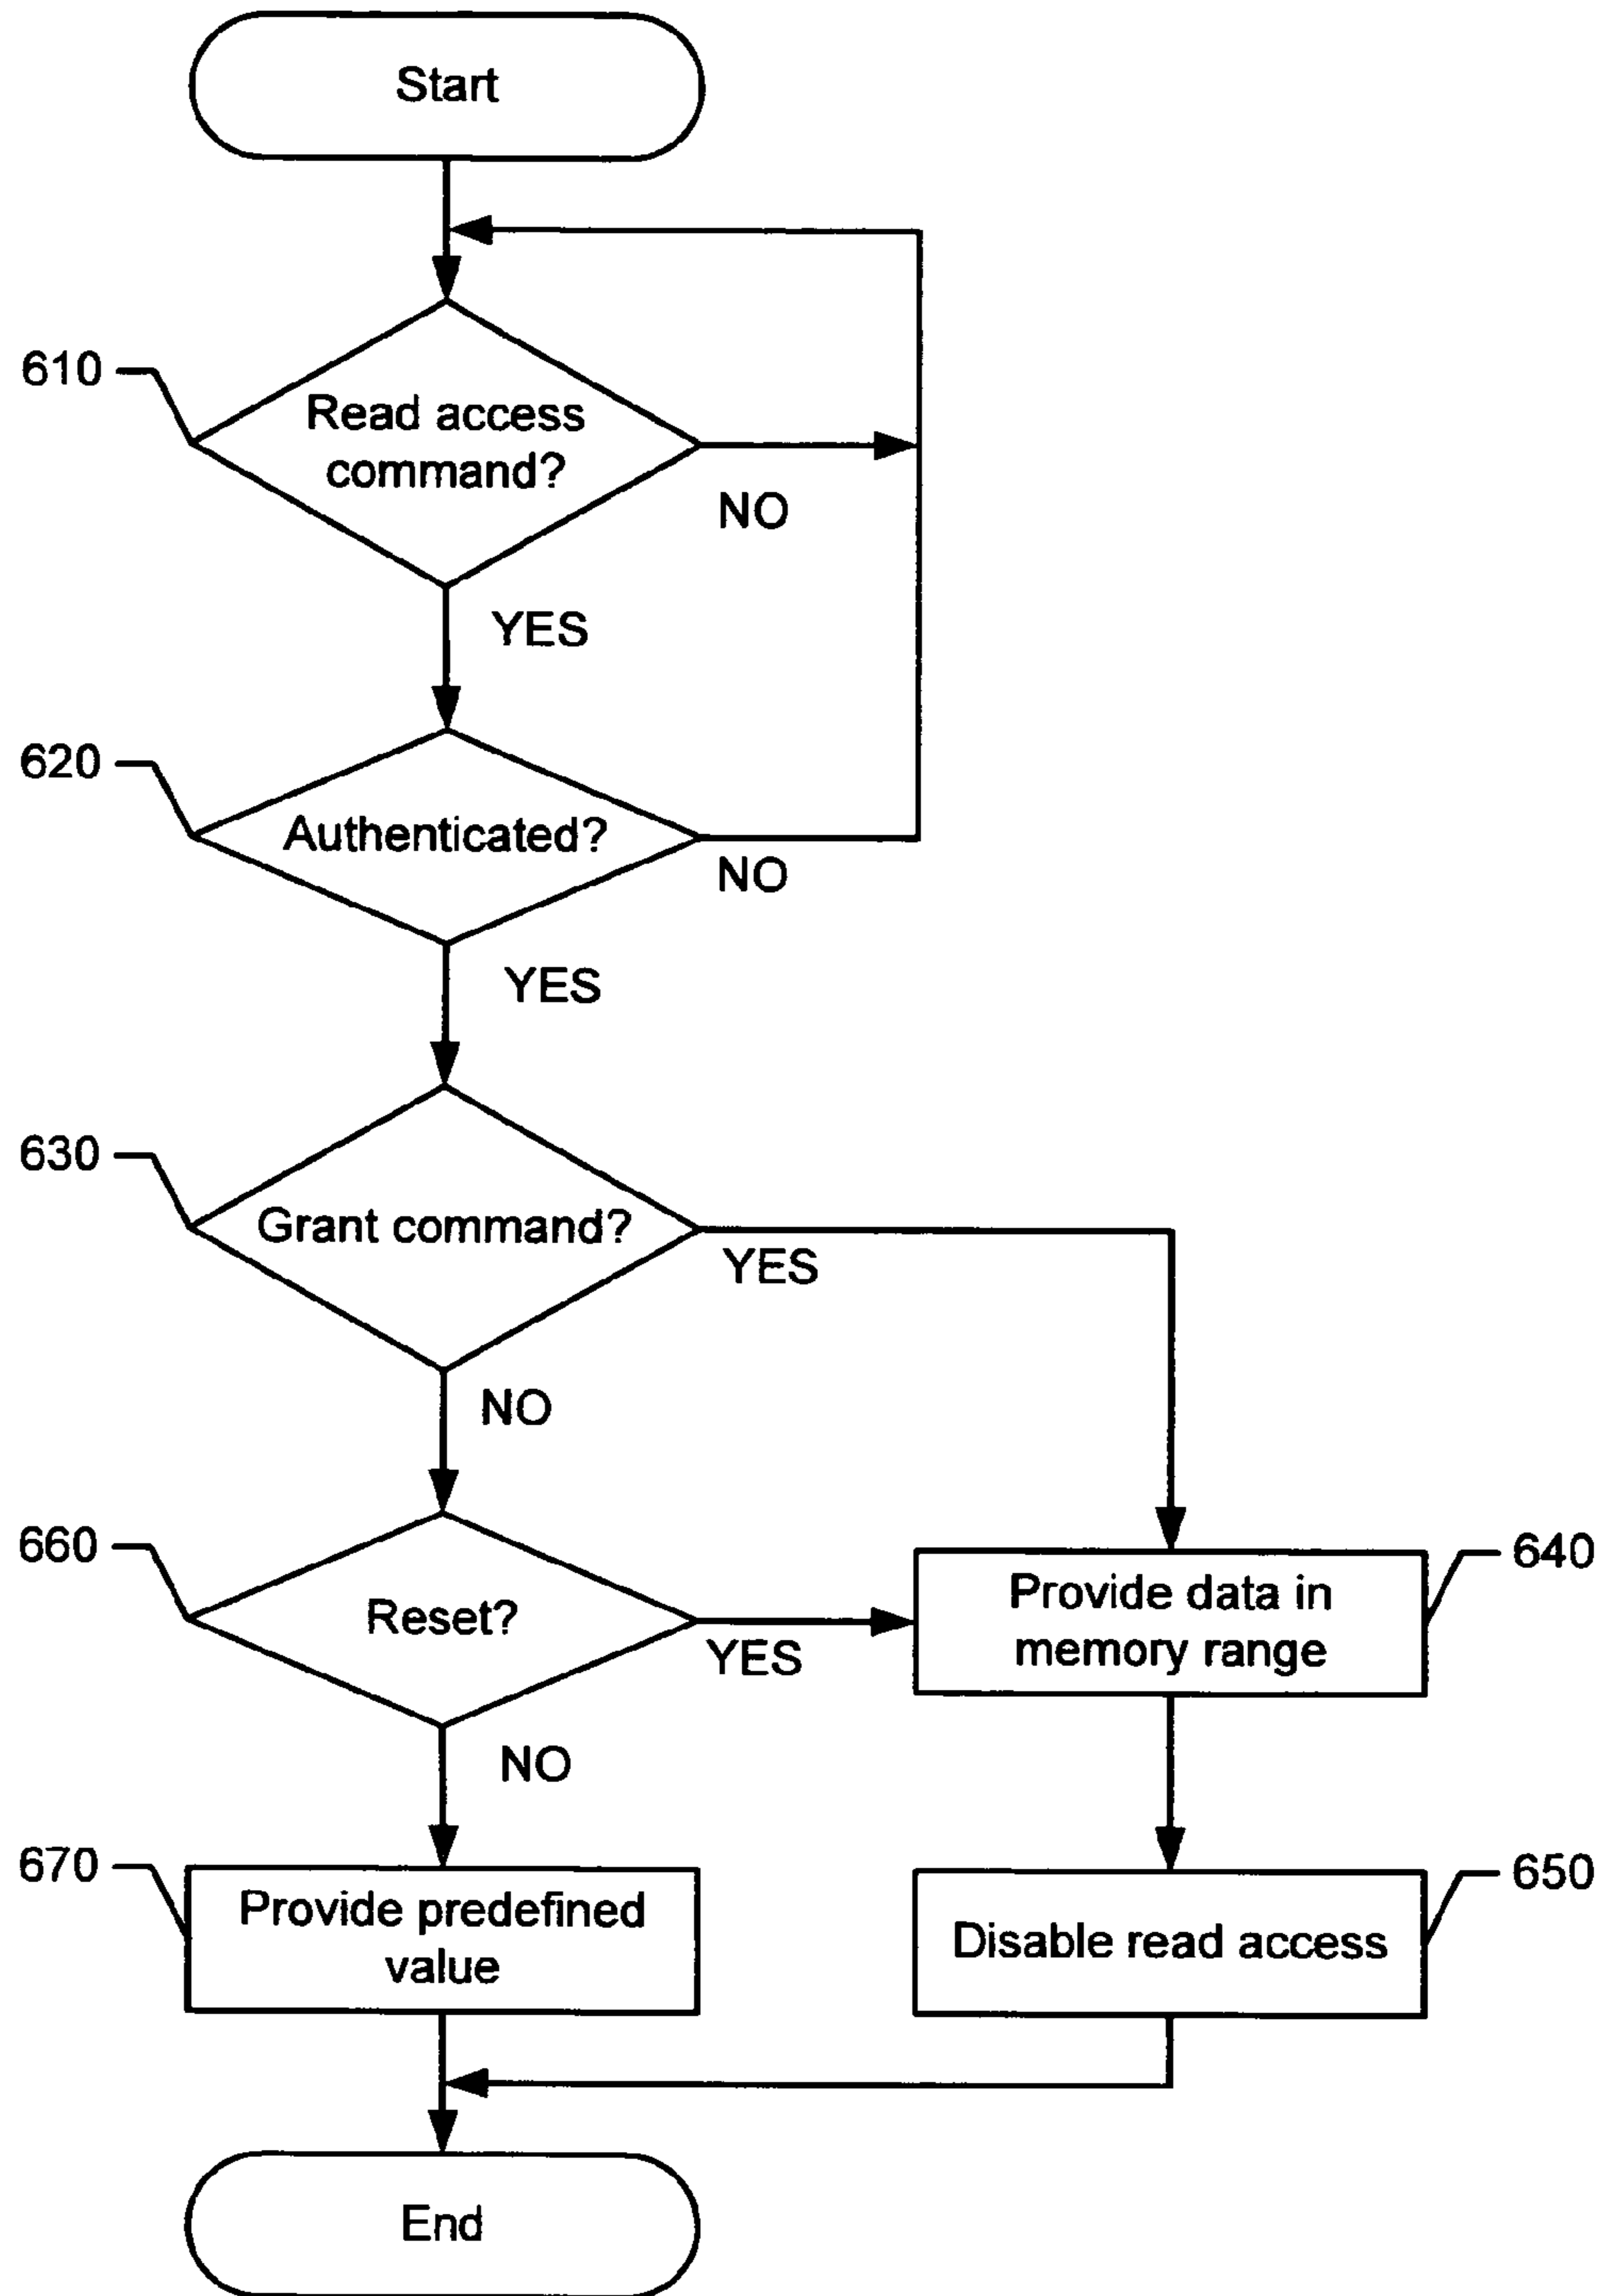 Start
610
Read access
command?
NO
YES
620
Authenticated?
NO
YES
630
Grant command?
YES
NO
660
Reset?
YES
640
Provide data in
memory range
NO
670
Provide predefined
value
650
Disable read access
End